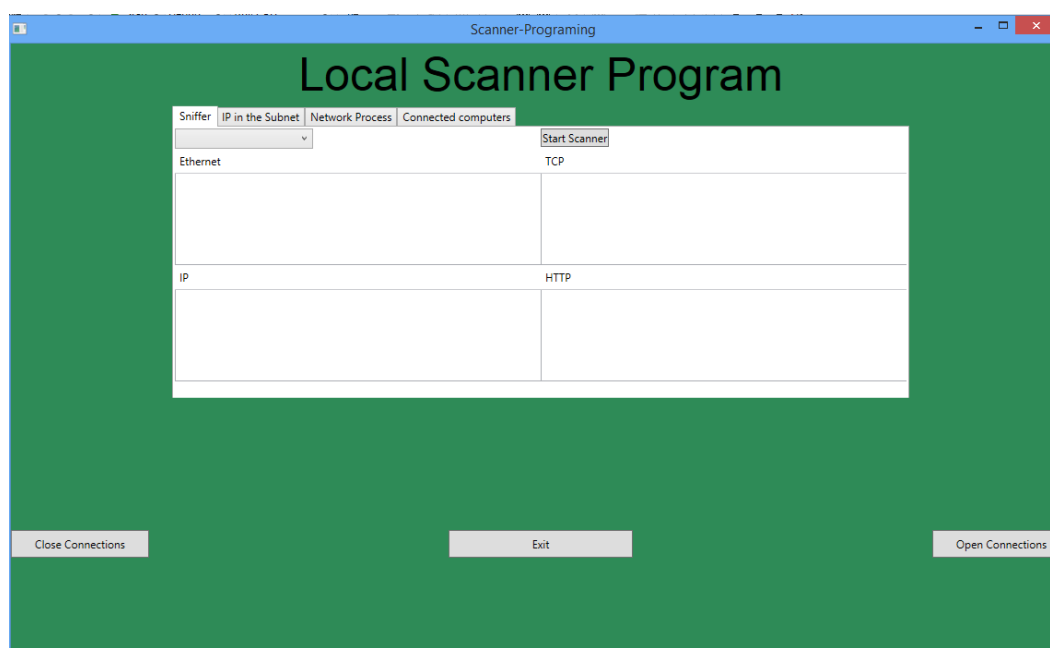 Scanner-Programing
Local Scanner Program
Sniffer IP in the Subnet Network Process Connected computers
Start Scanner
Ethernet TCP
IP HTTP
Close Connections Exit Open Connections